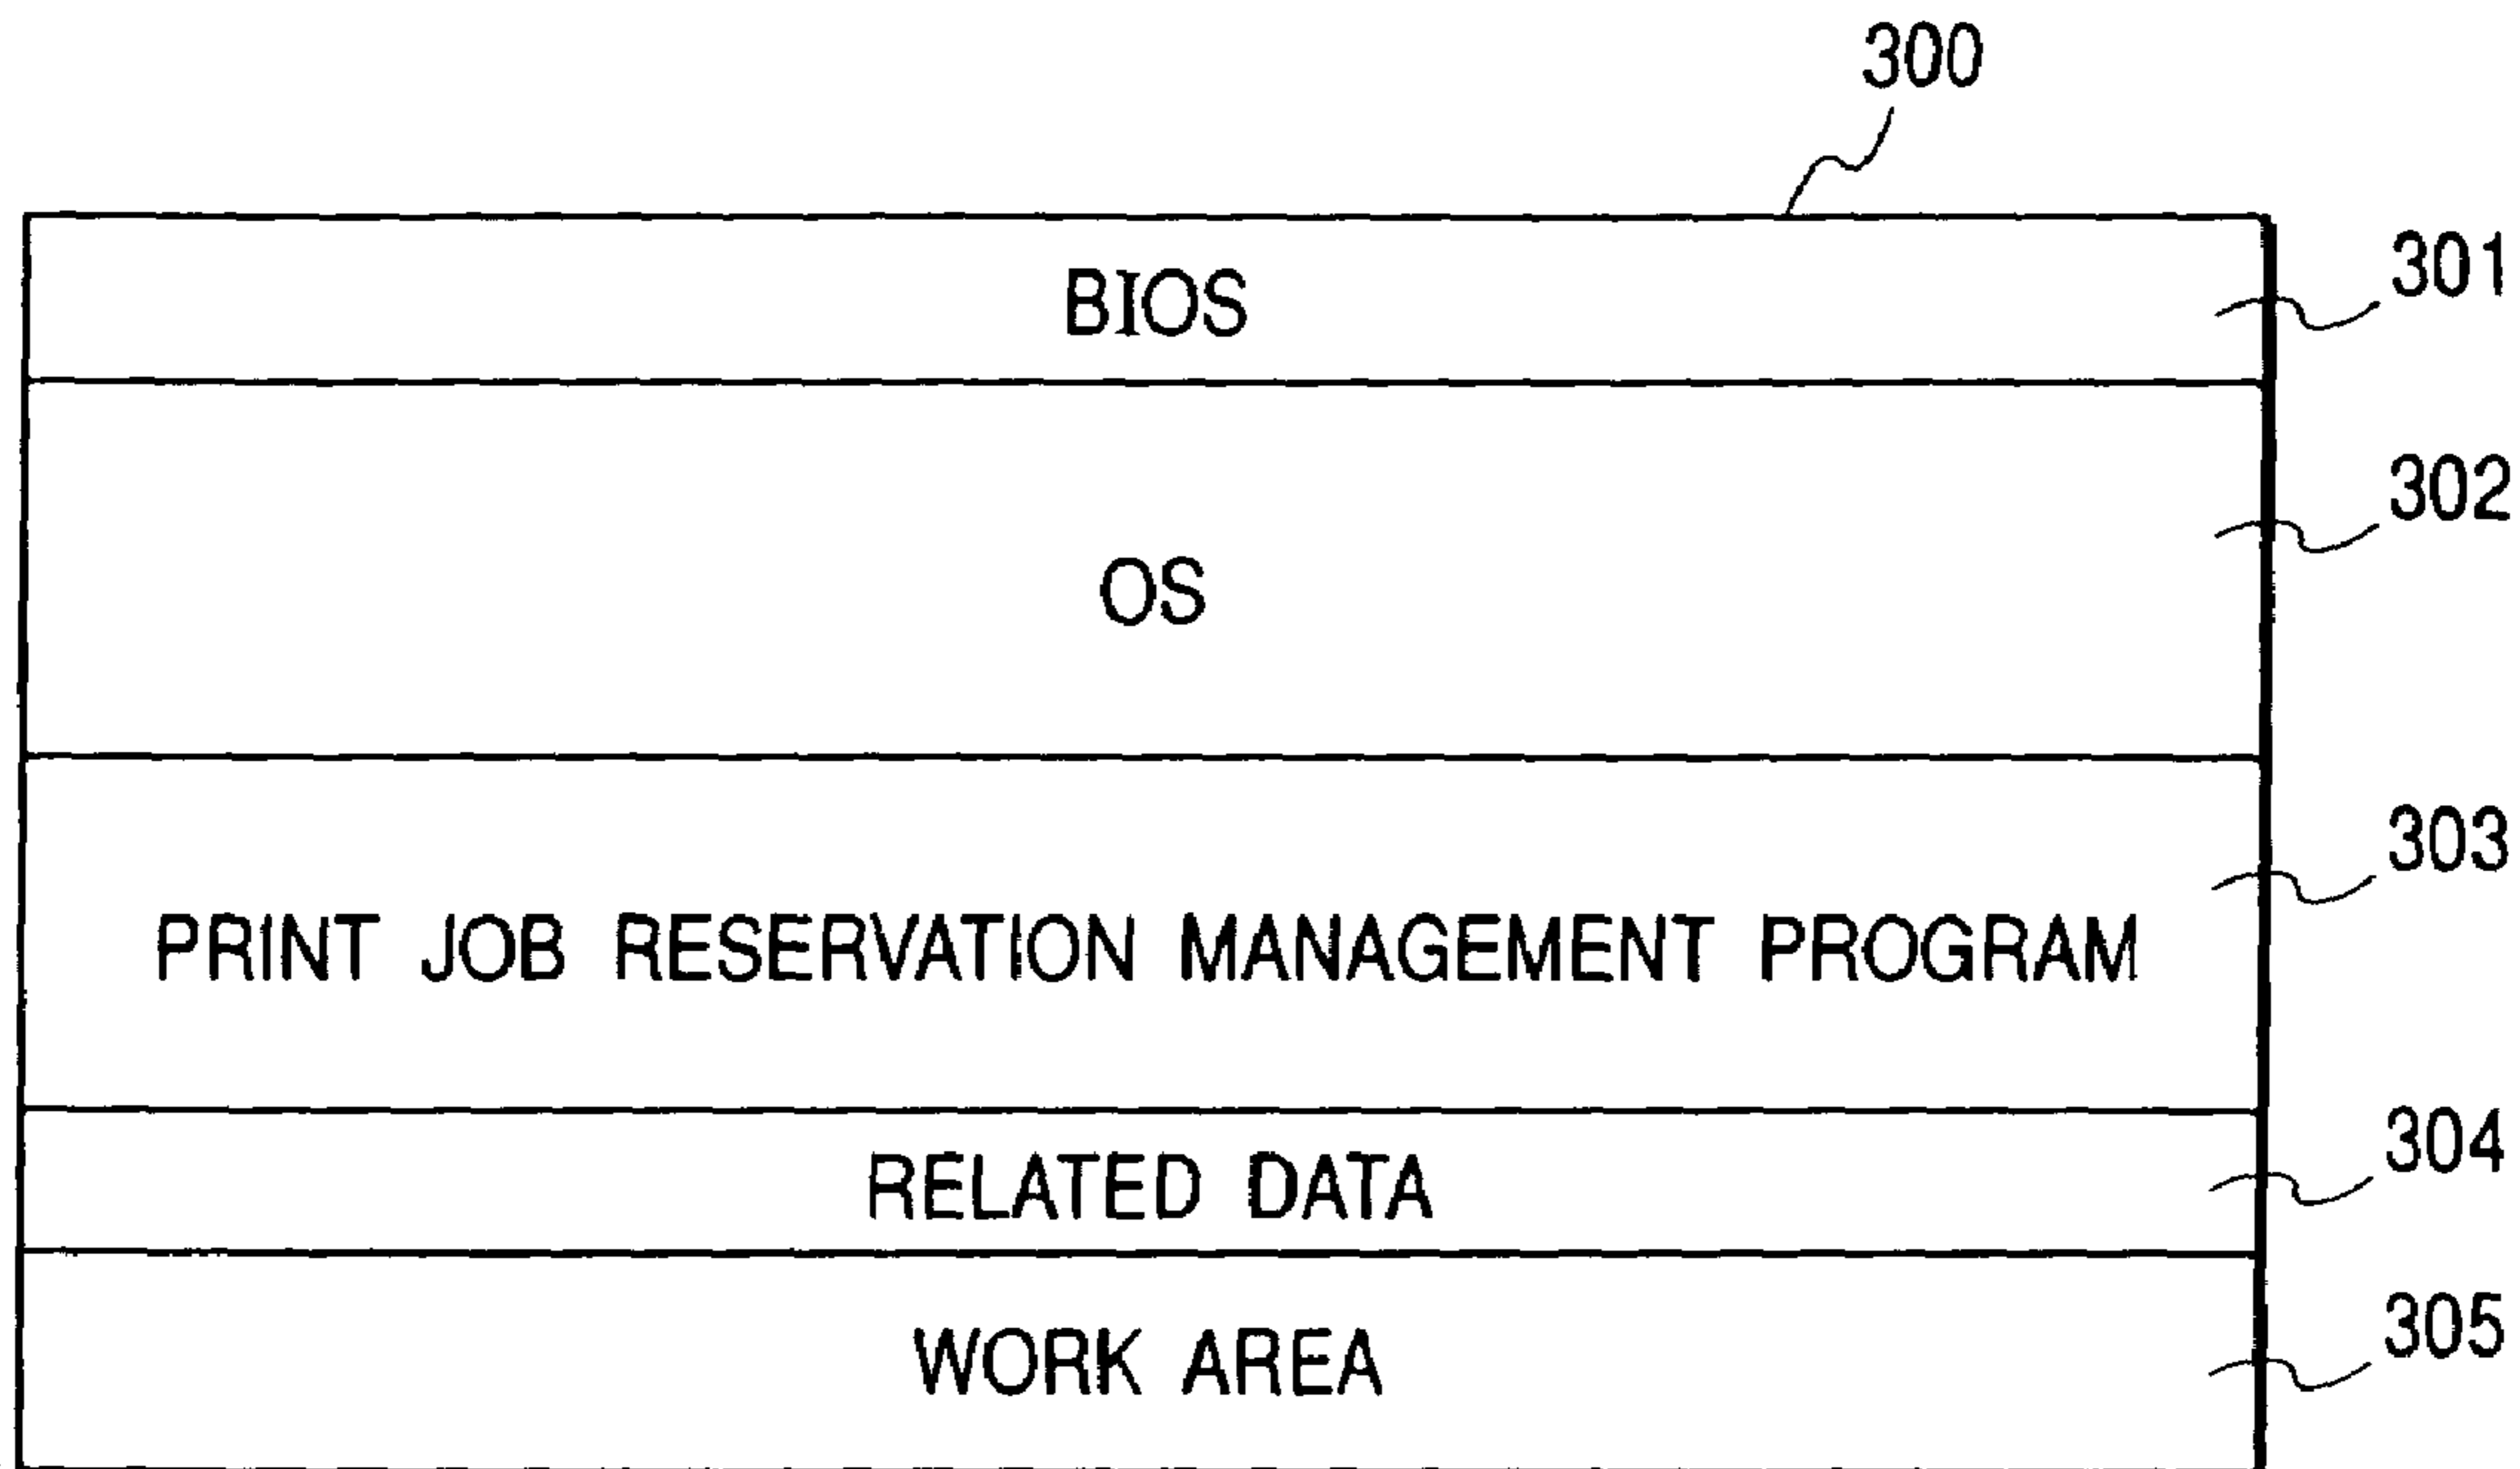 300
BIOS 301
302
OS
303
PRINT JOB RESERVATION MANAGEMENT PROGRAM
304
RELATED DATA
305
WORK AREA